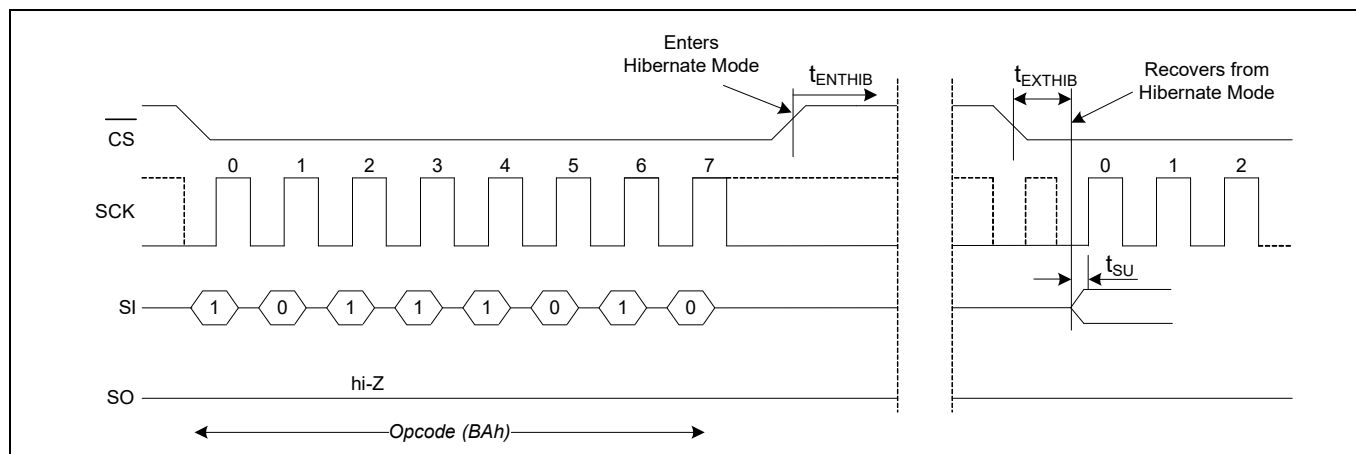 Enters
Hibernate Mode
tENTHIB
tEXTHIB
Recovers from
Hibernate Mode
CS
0 1 2 3 4 5 6 7 0 1 2
SCK
tSU
SI 1 0 1 1 1 0 1 0
hi-Z
SO
Opcode (BAh)